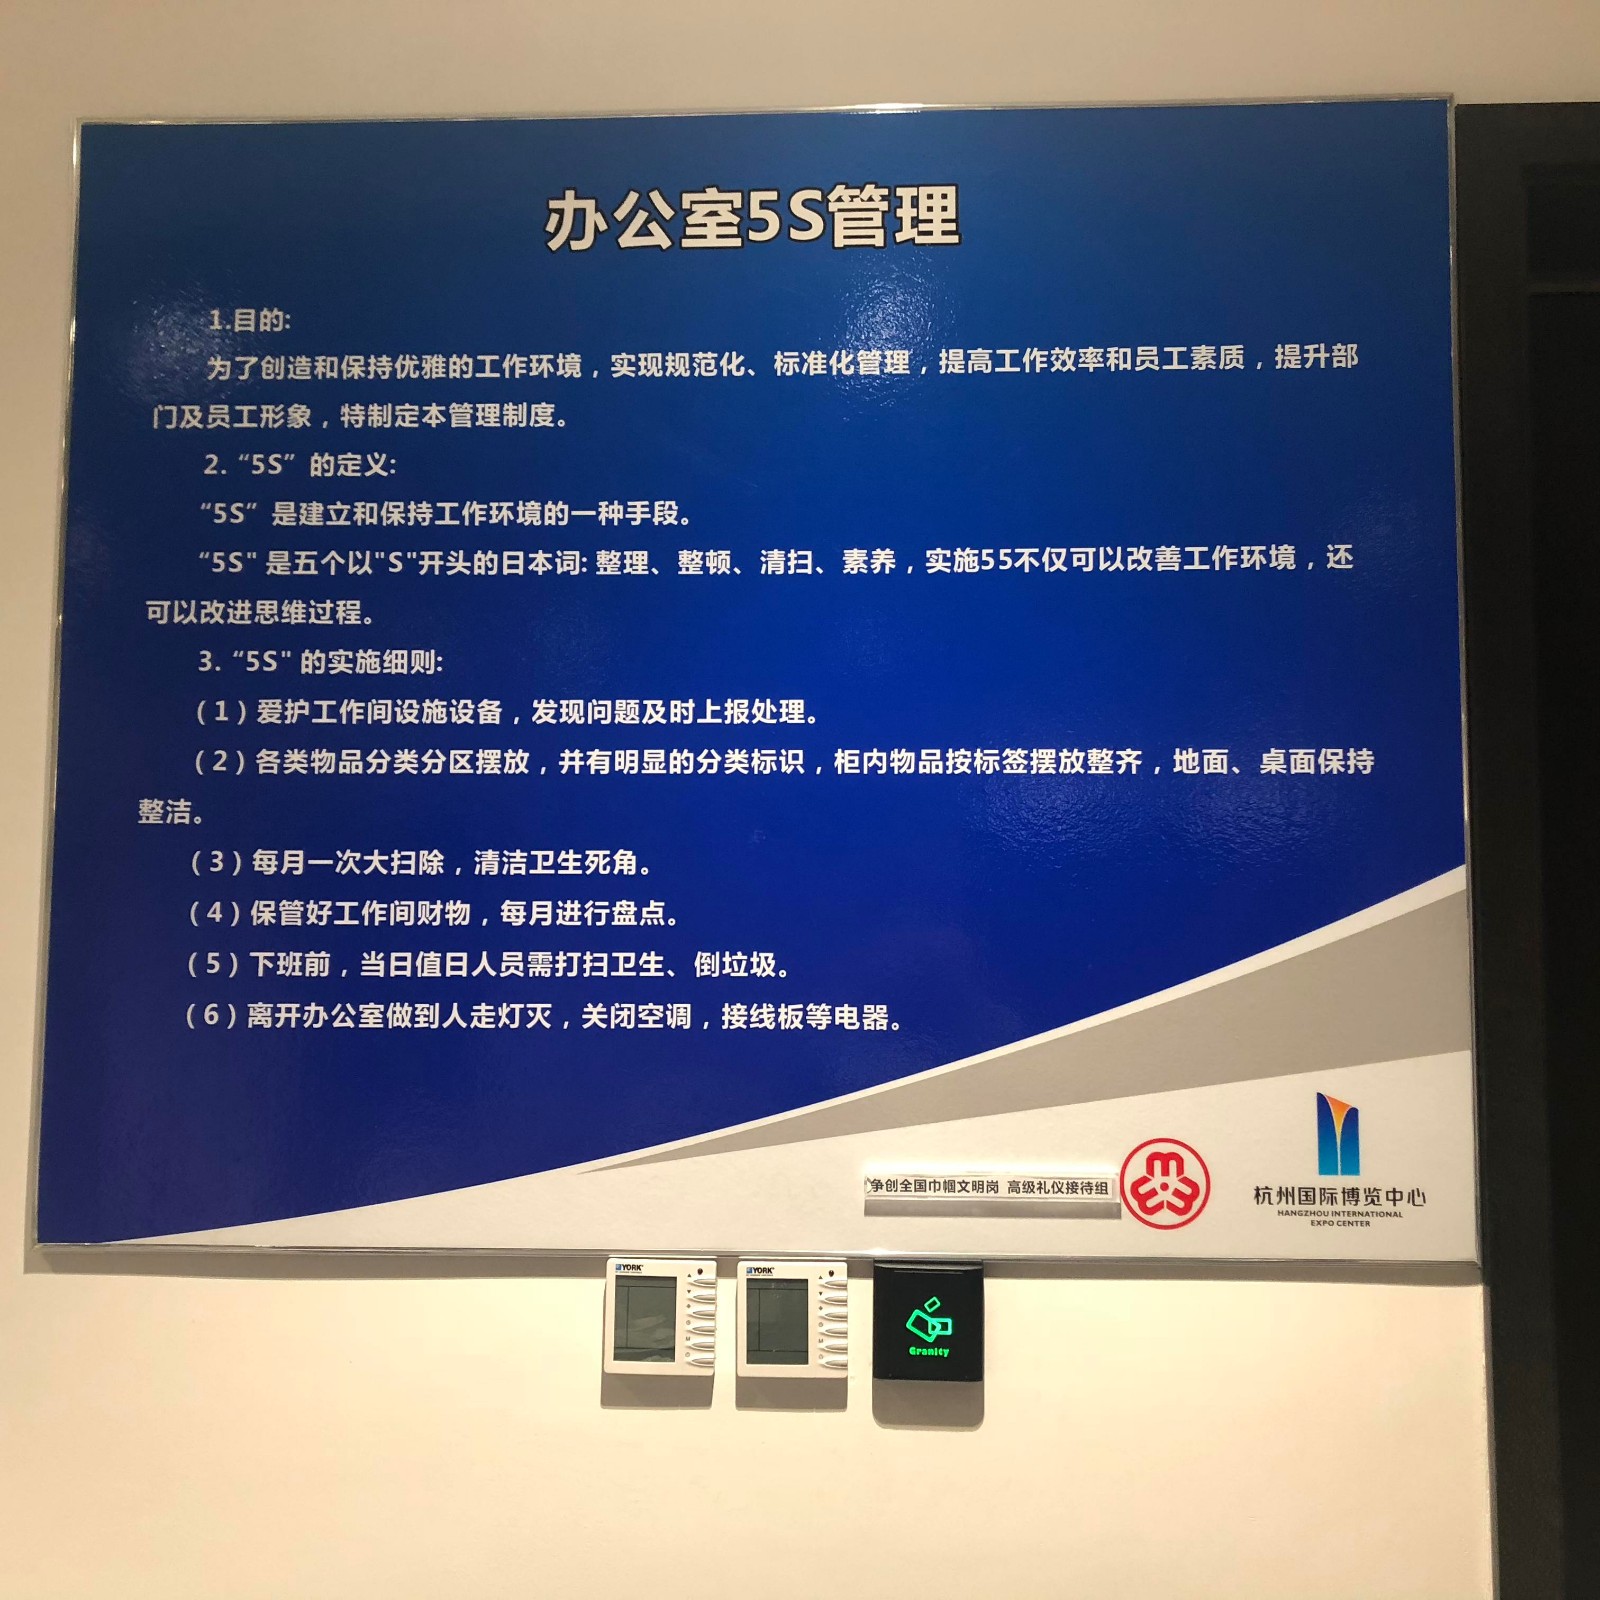 办公室5S管理
1.目的:
为了创造和保持优雅的工作环境，实现规范化、标准化管理，提高工作效率和员工素质，提升部
门及员工形象，特制定本管理制度。
2.“5S”的定义:
“5S”是建立和保持工作环境的一种手段。
“5S"是五个以"S"开头的日本词: 整理、整顿、清扫、素养，实施55不仅可以改善工作环境，还
可以改进思维过程。
3.“5S"的实施细则:
（1）爱护工作间设施设备，发现问题及时上报处理。
（2）各类物品分类分区摆放，并有明显的分类标识，柜内物品按标签摆放整齐，地面、桌面保持
整洁。
（3）每月一次大扫除，清洁卫生死角。
（4）保管好工作间财物，每月进行盘点。
（5）下班前，当日值日人员需打扫卫生、倒垃圾。
（6）离开办公室做到人走灯灭，关闭空调，接线板等电器。
争创全国巾帼文明岗 高级礼仪接待组
杭州国际博览中心
HANGZHOU INTERNATIONAL
EXPO CENTER
YORK
YORK
Granity